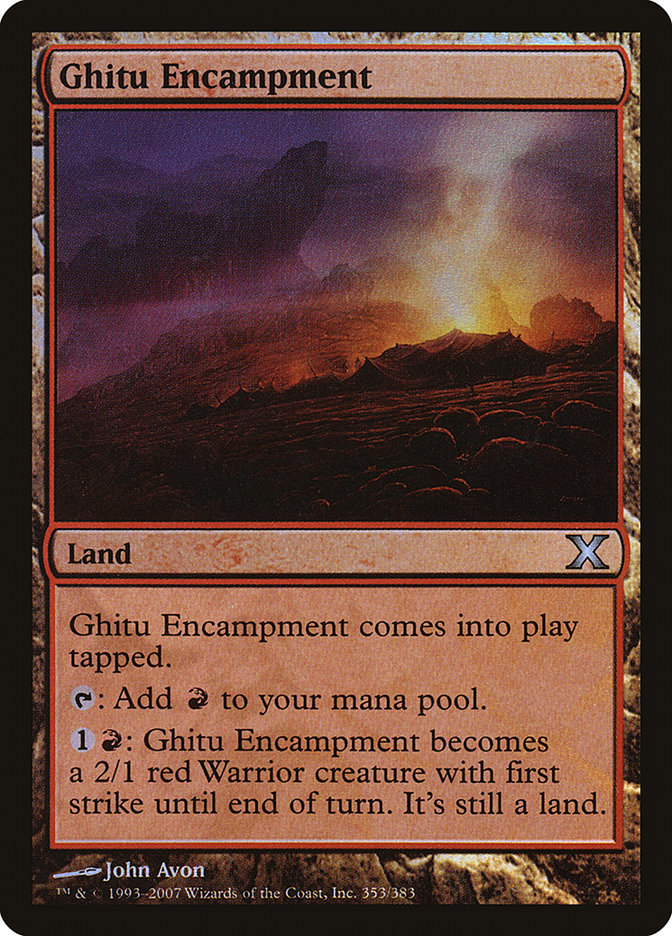 Ghitu Encampment
Land
X
Ghitu Encampment comes into play
tapped.
: Add to your mana pool.
1 : Ghitu Encampment becomes
a 2/1 red Warrior creature with first
strike until end of turn. It's still a land.
John Avon
™ & © 1993–2007 Wizards of the Coast, Inc. 353/383